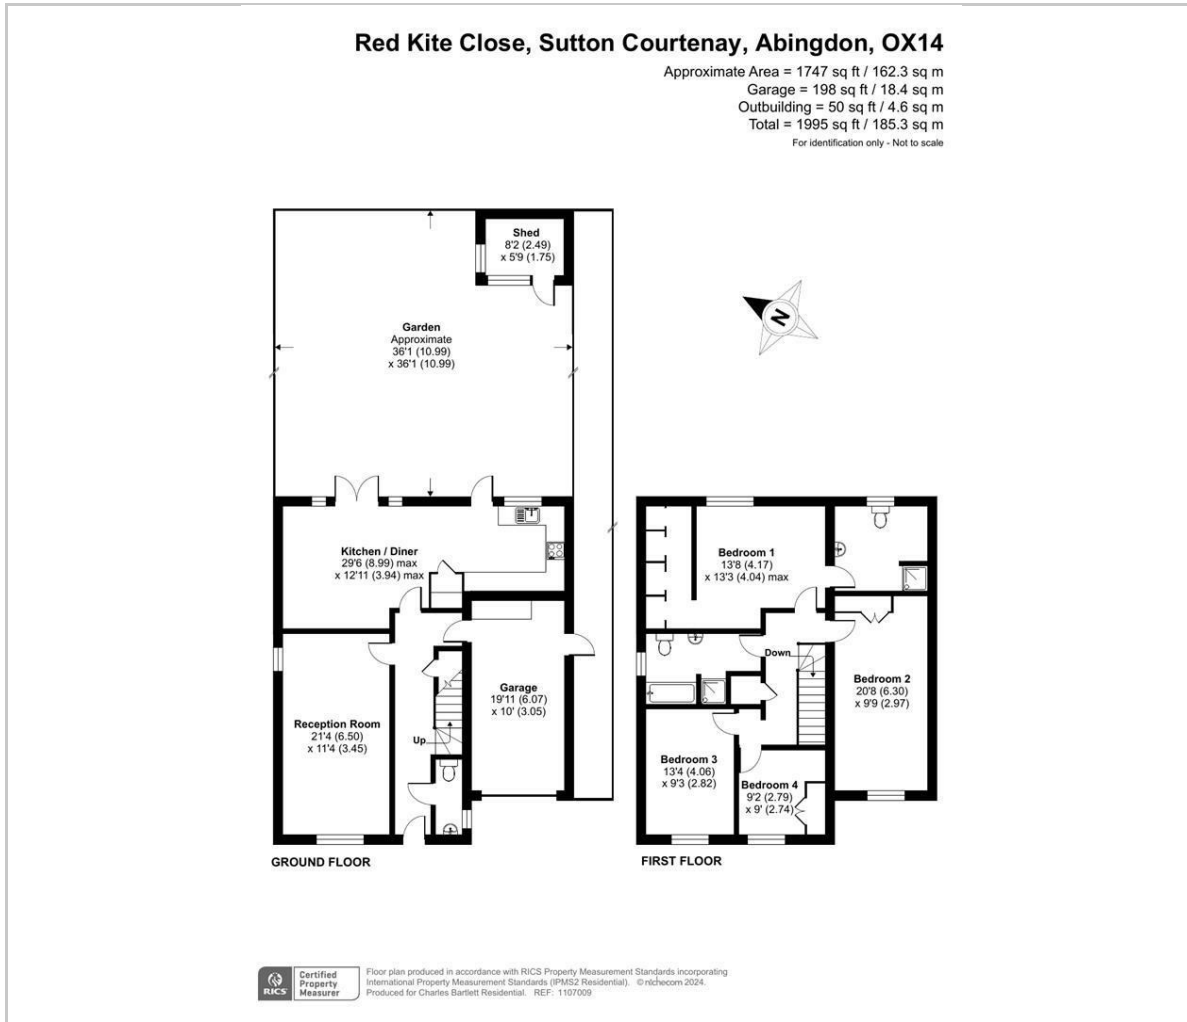 Red Kite Close, Sutton Courtenay, Abingdon, OX14
Approximate Area = 1747 sq ft / 162.3 sq m
Garage = 198 sq ft / 18.4 sq m
Outbuilding = 50 sq ft / 4.6 sq m
Total = 1995 sq ft / 185.3 sq m
For identification only - Not to scale
Shed
8'2 (2.49)
x 5'9 (1.75)
Garden
Approximate
36'1 (10.99)
x 36'1 (10.99)
N
Kitchen / Diner
29'6 (8.99) max
x 12'11 (3.94) max
Garage
19'11 (6.07)
x 10' (3.05)
Reception Room
21'4 (6.50)
x 11'4 (3.45)
Up
GROUND FLOOR
Bedroom 1
13'8 (4.17)
x 13'3 (4.04) max
Down
Bedroom 2
20'8 (6.30)
x 9'9 (2.97)
Bedroom 3
13'4 (4.06)
x 9'3 (2.82)
Bedroom 4
9'2 (2.79)
x 9' (2.74)
FIRST FLOOR
RICS
Certified
Property
Measurer
Floor plan produced in accordance with RICS Property Measurement Standards incorporating
International Property Measurement Standards (IPMS2 Residential). © nichecom 2024.
Produced for Charles Bartlett Residential. REF: 1107009